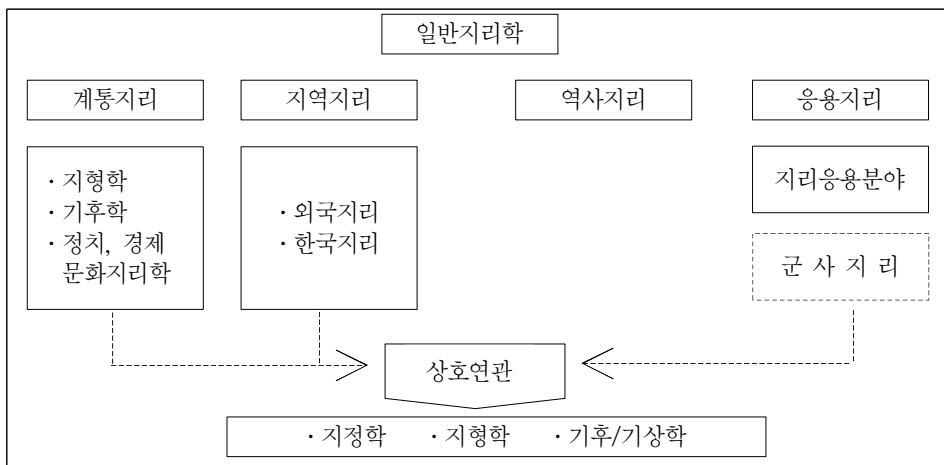 일반지리학
계통지리 지역지리 역사지리 응용지리
· 지형학
· 기후학
· 정치, 경제
문화지리학
· 외국지리
· 한국지리
지리응용분야
군 사 지 리
상호연관
· 지정학 · 지형학 · 기후/기상학